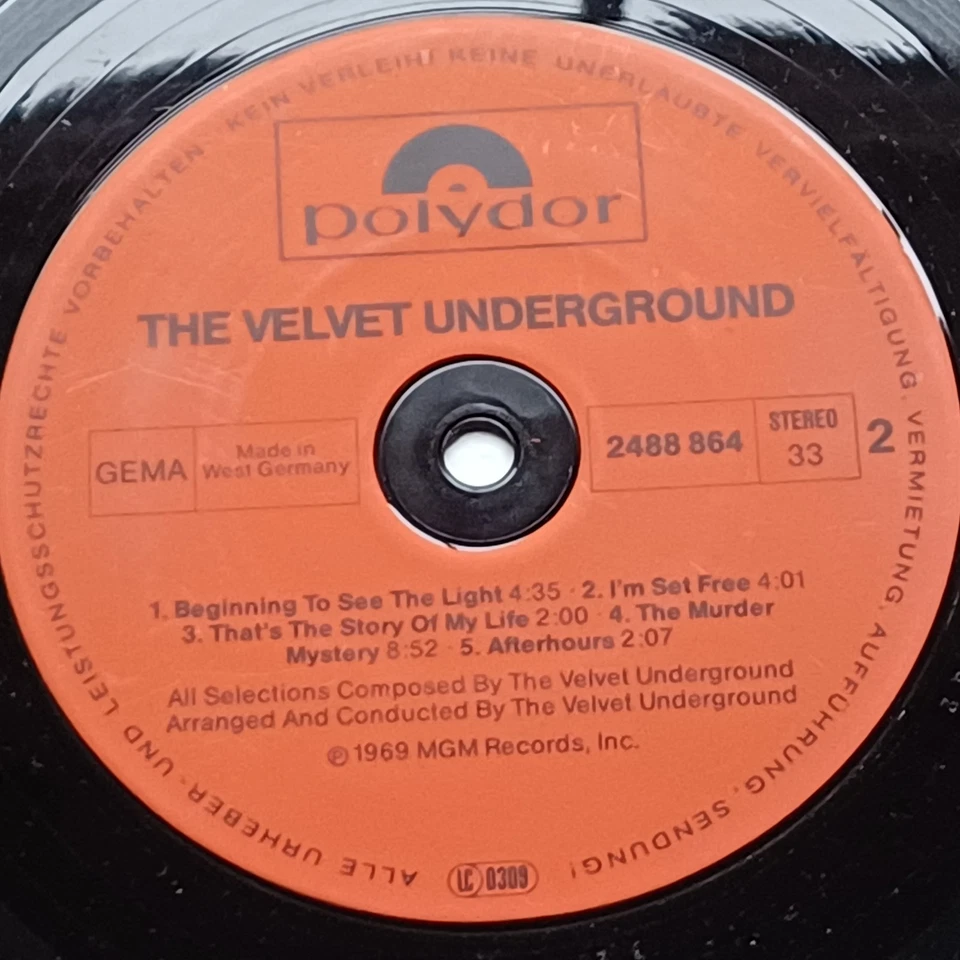 ALLE URHEBER- UND LEISTUNGSSCHUTZRECHTE VORBEHALTEN KEIN VERLEIH! KEINE UNERLAUBTE VERVIELFÄLTIGUNG, VERMIETUNG, AUFFÜHRUNG, SENDUNG!
polydor
THE VELVET UNDERGROUND
GEMA
Made in
West Germany
2488 864
STEREO
33
2
1. Beginning To See The Light 4:35 · 2. I'm Set Free 4:01
3. That's The Story Of My Life 2:00 · 4. The Murder
Mystery 8:52 · 5. Afterhours 2:07
All Selections Composed By The Velvet Underground
Arranged And Conducted By The Velvet Underground
℗ 1969 MGM Records, Inc.
LC 0309